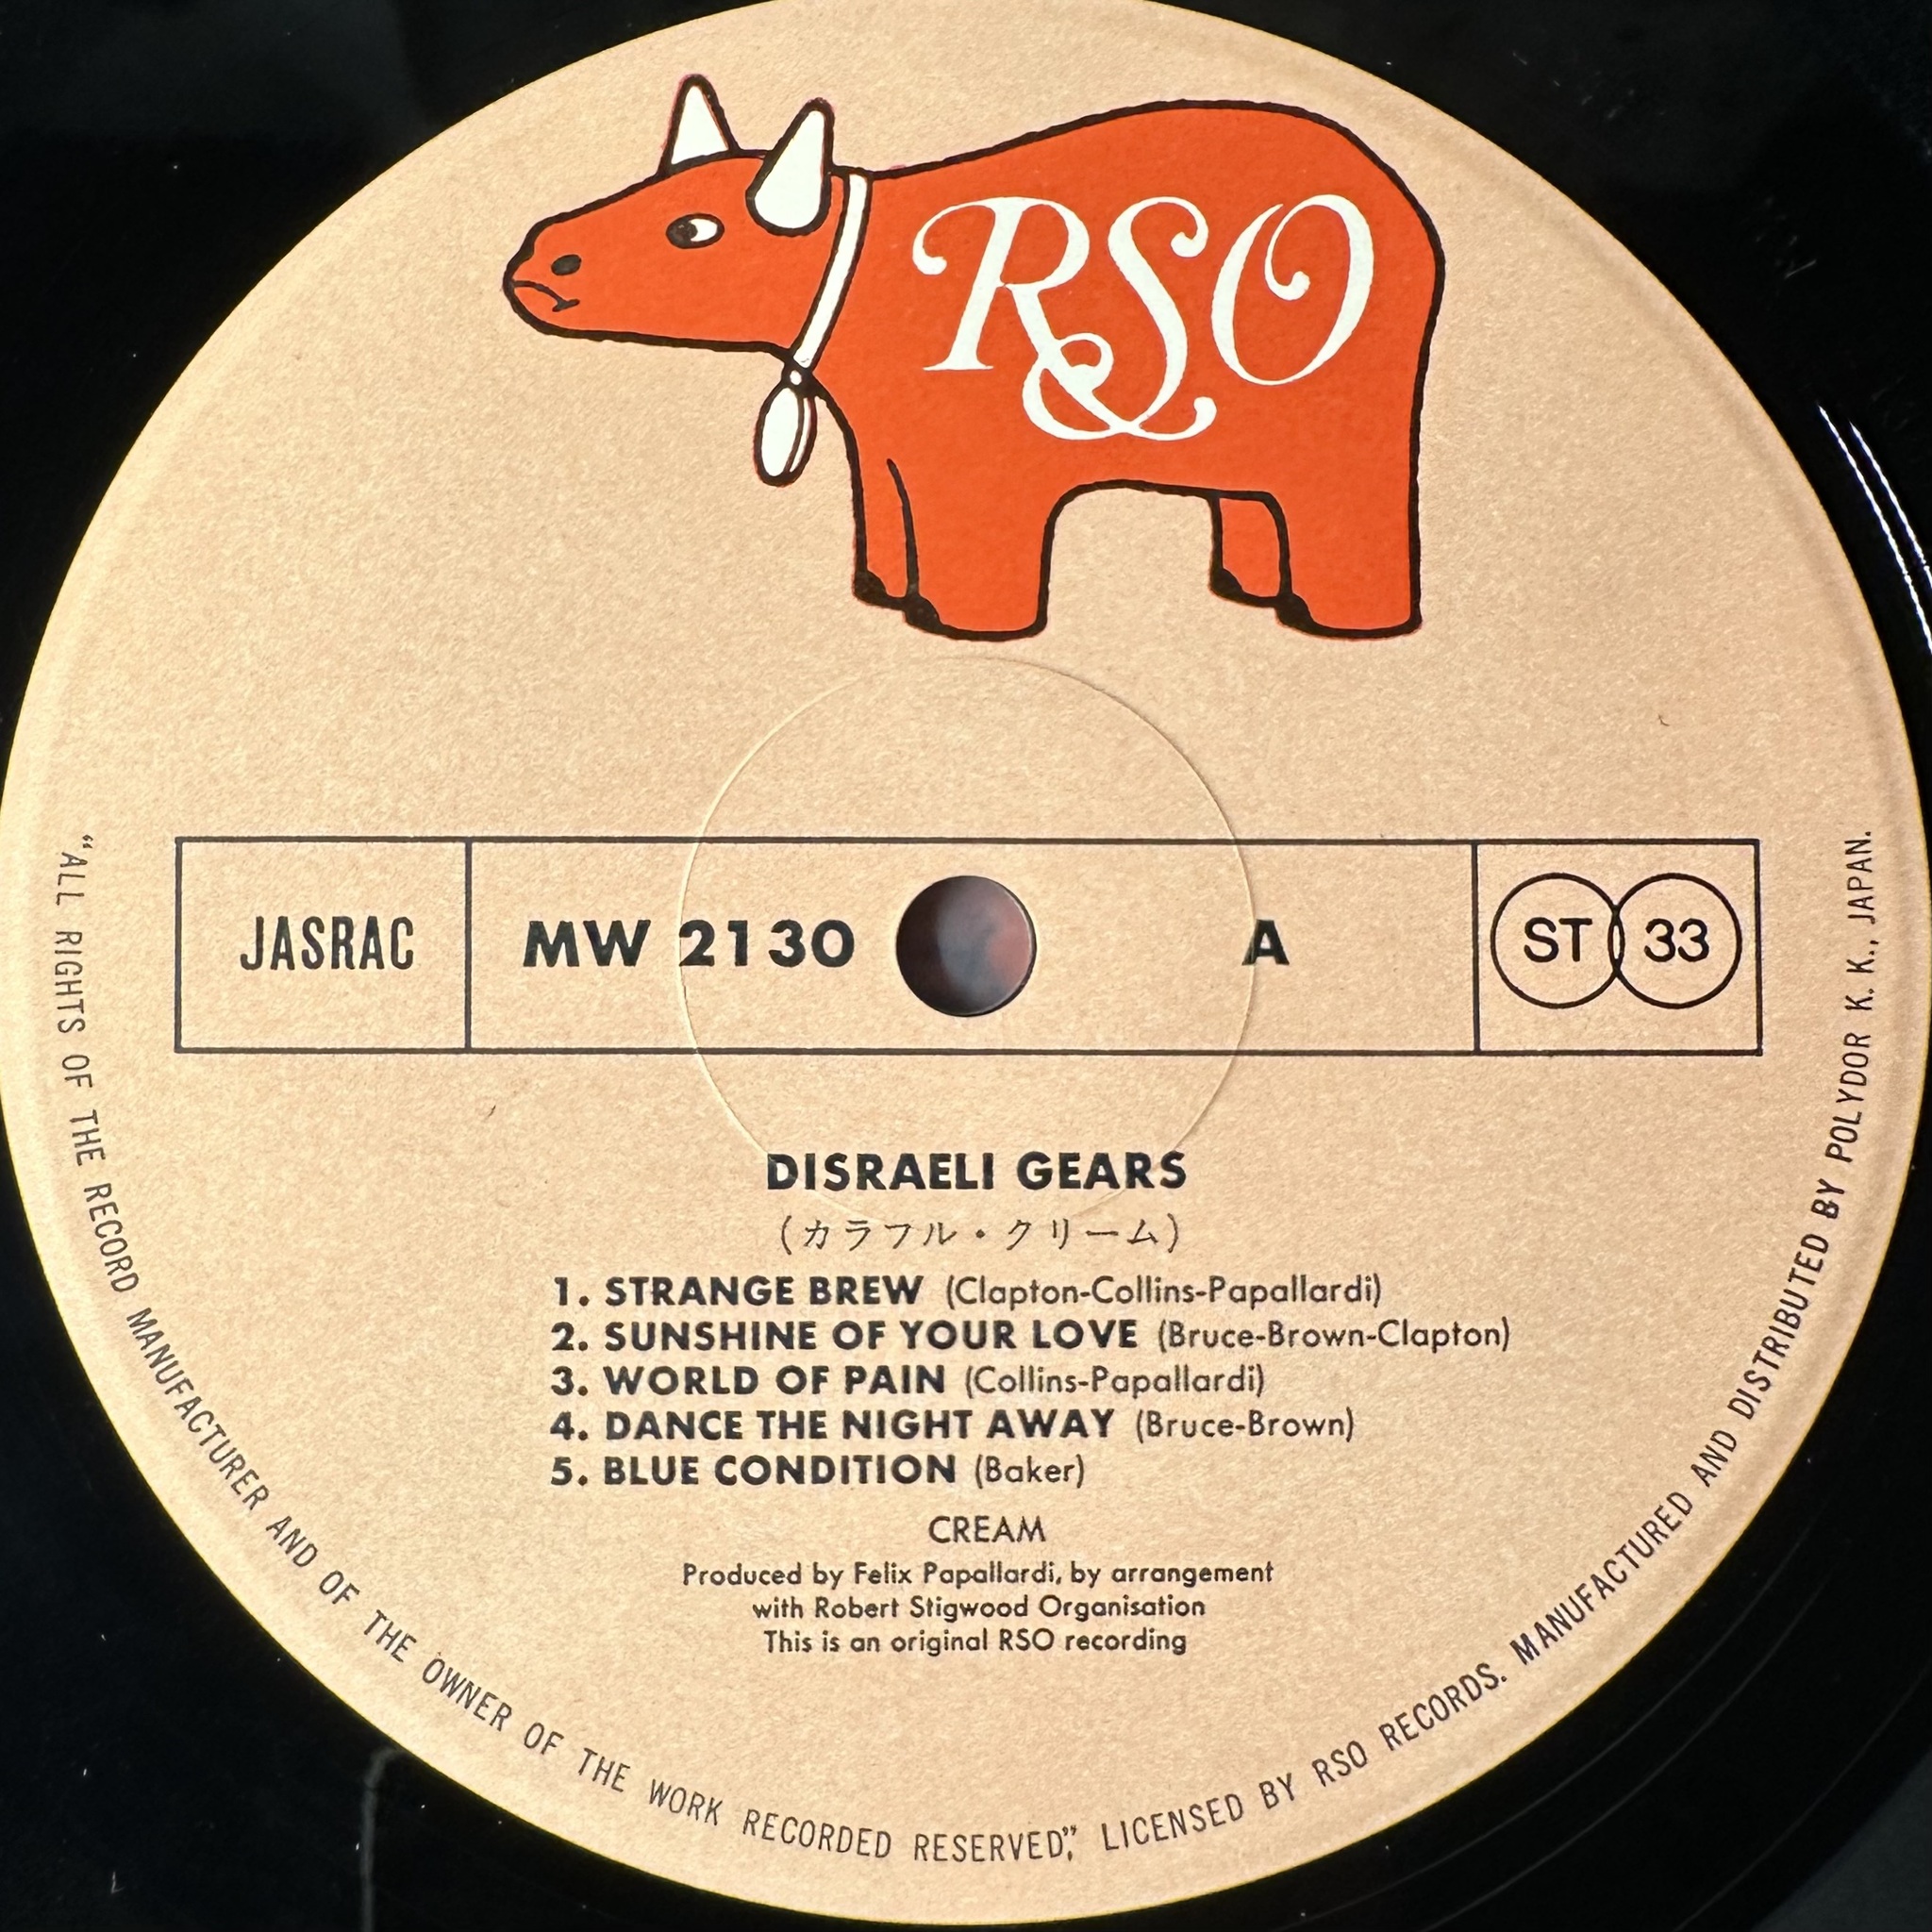 RSO
JASRAC
MW 2130
A
ST 33
DISRAELI GEARS
(カラフル・クリーム)
1. STRANGE BREW (Clapton-Collins-Papallardi)
2. SUNSHINE OF YOUR LOVE (Bruce-Brown-Clapton)
3. WORLD OF PAIN (Collins-Papallardi)
4. DANCE THE NIGHT AWAY (Bruce-Brown)
5. BLUE CONDITION (Baker)
CREAM
Produced by Felix Papallardi, by arrangement
with Robert Stigwood Organisation
This is an original RSO recording
“ALL RIGHTS OF THE RECORD MANUFACTURER AND OF THE OWNER OF THE WORK RECORDED RESERVED”; LICENSED BY RSO RECORDS. MANUFACTURED AND DISTRIBUTED BY POLYDOR K. K., JAPAN.